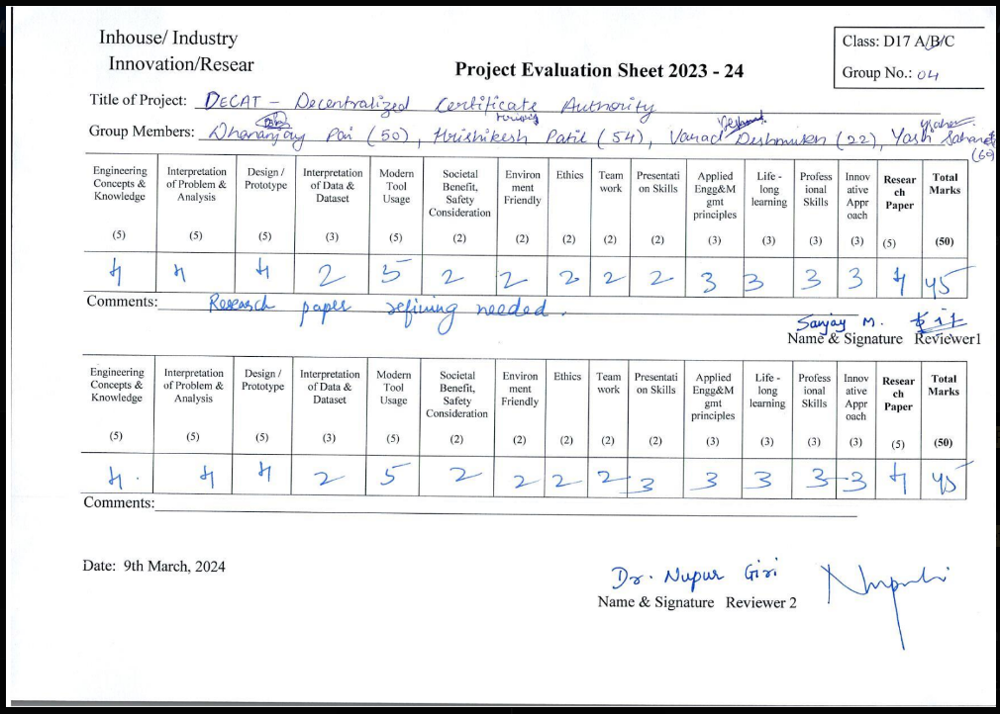 Inhouse/ Industry
Innovation/Resear
Project Evaluation Sheet 2023 - 24
Class: D17 A/B/C
Group No.: 04
Title of Project: DECAT - Decentralized Certificate Authority
Group Members: Dhananjay Pai (50), Hrishikesh Patil (54), Varad Deshmukh (22), Yash Saharate (60)
Engineering Concepts & Knowledge (5) Interpretation of Problem & Analysis (5) Design / Prototype (5) Interpretation of Data & Dataset (3) Modern Tool Usage (5) Societal Benefit, Safety Consideration (2) Environ ment Friendly (2) Ethics (2) Team work (2) Presentati on Skills (2) Applied Engg&M gmt principles (3) Life - long learning (3) Profess ional Skills (3) Innov ative Appr oach (3) Resear ch Paper (5) Total Marks (50)
4 4 4 2 5 2 2 2 2 2 3 3 3 3 4 45
Comments: Research paper refining needed.
Sanjay M.
Name & Signature Reviewer1
Engineering Concepts & Knowledge (5) Interpretation of Problem & Analysis (5) Design / Prototype (5) Interpretation of Data & Dataset (3) Modern Tool Usage (5) Societal Benefit, Safety Consideration (2) Environ ment Friendly (2) Ethics (2) Team work (2) Presentati on Skills (2) Applied Engg&M gmt principles (3) Life - long learning (3) Profess ional Skills (3) Innov ative Appr oach (3) Resear ch Paper (5) Total Marks (50)
4 4 4 2 5 2 2 2 2 3 3 3 3 3 4 45
Comments:
Date: 9th March, 2024
Dr. Nupur Giri
Name & Signature Reviewer 2